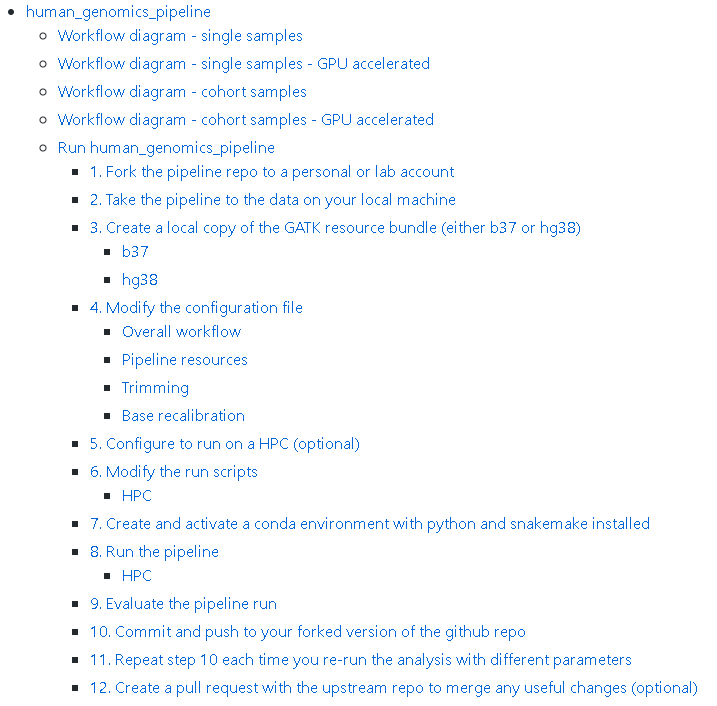 human_genomics_pipeline
Workflow diagram - single samples
Workflow diagram - single samples - GPU accelerated
Workflow diagram - cohort samples
Workflow diagram - cohort samples - GPU accelerated
Run human_genomics_pipeline
1. Fork the pipeline repo to a personal or lab account
2. Take the pipeline to the data on your local machine
3. Create a local copy of the GATK resource bundle (either b37 or hg38)
b37
hg38
4. Modify the configuration file
Overall workflow
Pipeline resources
Trimming
Base recalibration
5. Configure to run on a HPC (optional)
6. Modify the run scripts
HPC
7. Create and activate a conda environment with python and snakemake installed
8. Run the pipeline
HPC
9. Evaluate the pipeline run
10. Commit and push to your forked version of the github repo
11. Repeat step 10 each time you re-run the analysis with different parameters
12. Create a pull request with the upstream repo to merge any useful changes (optional)